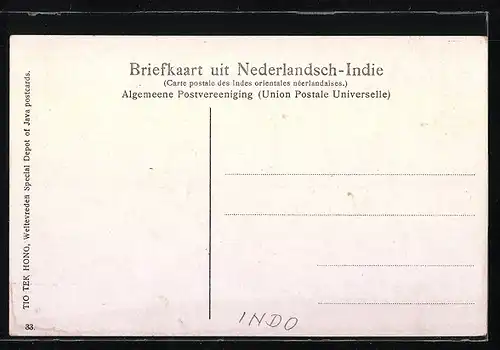 Briefkaart uit Nederlandsch-Indie
(Carte postale des Indes orientales néerlandaises.)
Algemeene Postvereeniging (Union Postale Universelle)
TIO TEK HONG, Weltevreden Special Depot of Java postcards.
33.
INDO